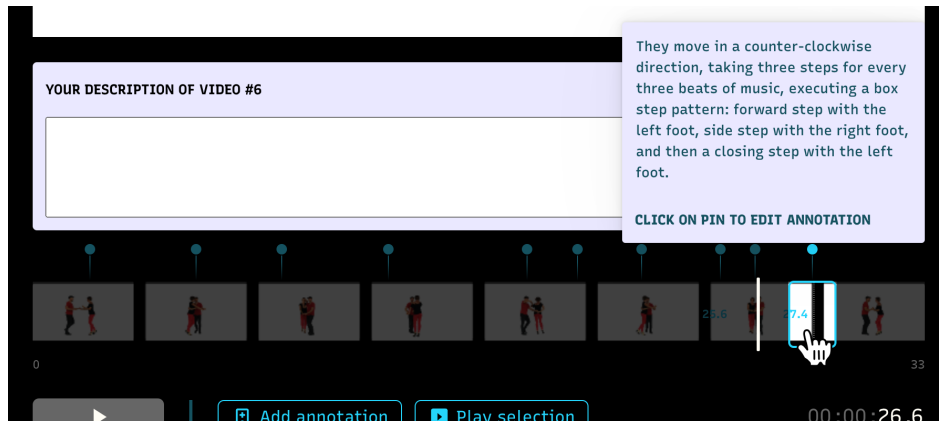 They move in a counter-clockwise
direction, taking three steps for every
three beats of music, executing a box
step pattern: forward step with the
left foot, side step with the right foot,
and then a closing step with the left
foot.
CLICK ON PIN TO EDIT ANNOTATION
YOUR DESCRIPTION OF VIDEO #6
26.6
27.4
0
33
Add annotation
Play selection
00:00:26.6